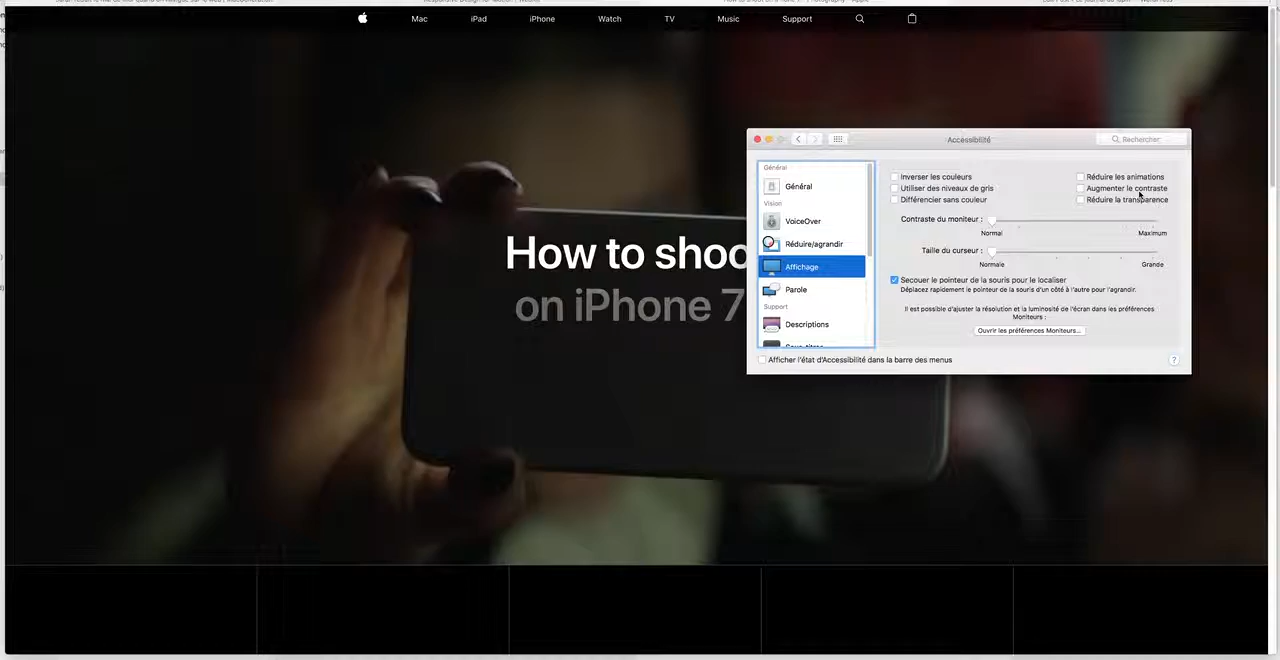 Mac iPad iPhone Watch TV Music Support
How to shoo
on iPhone 7
Accessibilité
Rechercher
Général
Général
Vision
VoiceOver
Réduire/agrandir
Affichage
Parole
Support
Descriptions
Inverser les couleurs
Utiliser des niveaux de gris
Différencier sans couleur
Réduire les animations
Augmenter le contraste
Réduire la transparence
Contraste du moniteur :
Normal Maximum
Taille du curseur :
Normale Grande
Secouer le pointeur de la souris pour le localiser
Déplacez rapidement le pointeur de la souris d'un côté à l'autre pour l'agrandir.
Il est possible d'ajuster la résolution et la luminosité de l'écran dans les préférences
Moniteurs :
Ouvrir les préférences Moniteurs...
Afficher l'état d'Accessibilité dans la barre des menus
?